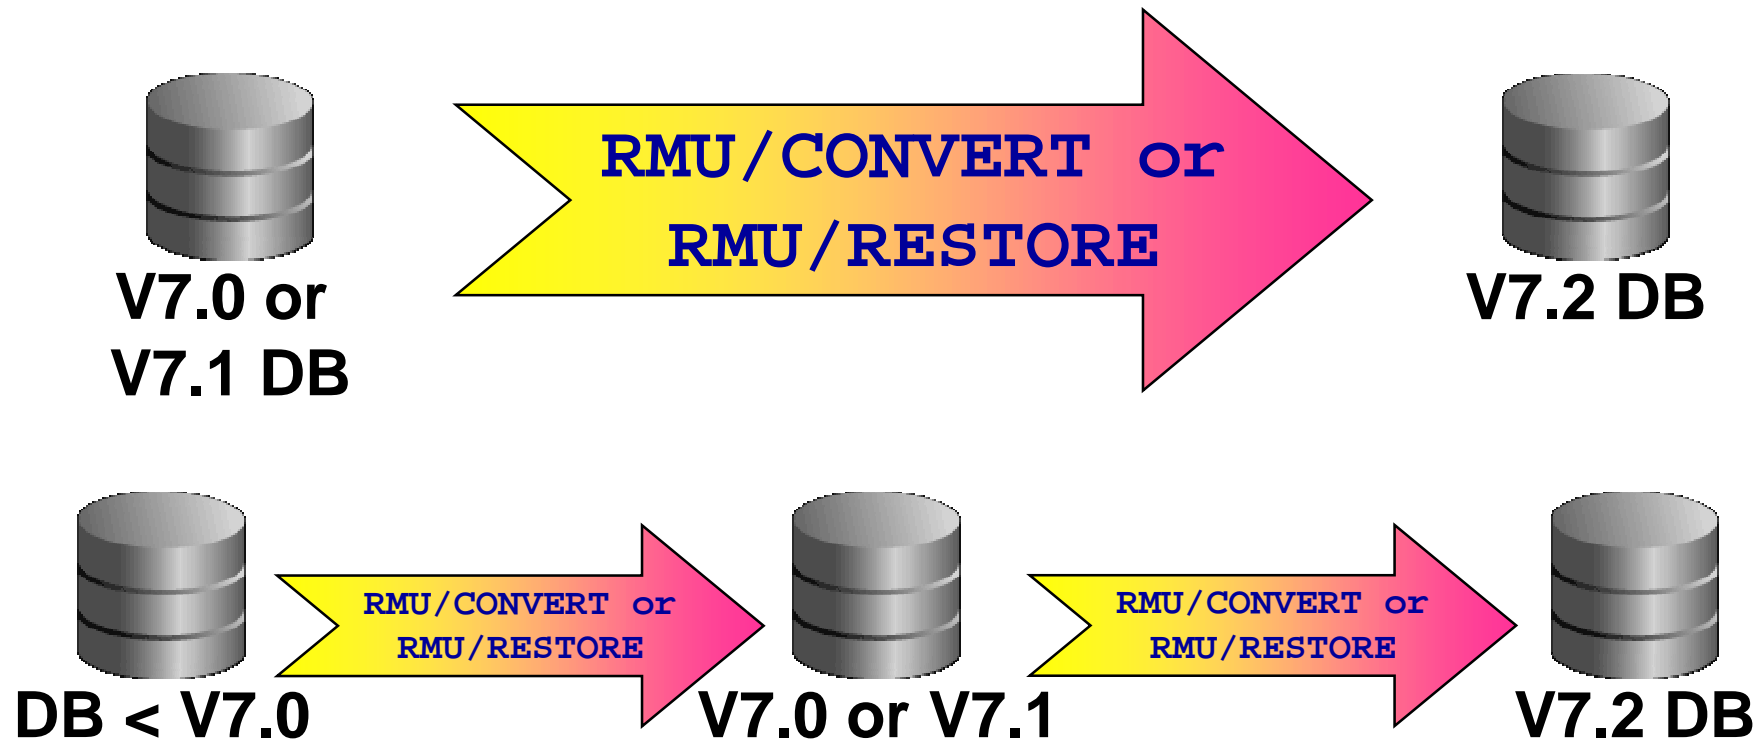 RMU/CONVERT or
RMU/RESTORE
V7.0 or
V7.1 DB
V7.2 DB
RMU/CONVERT or
RMU/RESTORE
RMU/CONVERT or
RMU/RESTORE
DB < V7.0
V7.0 or V7.1
V7.2 DB